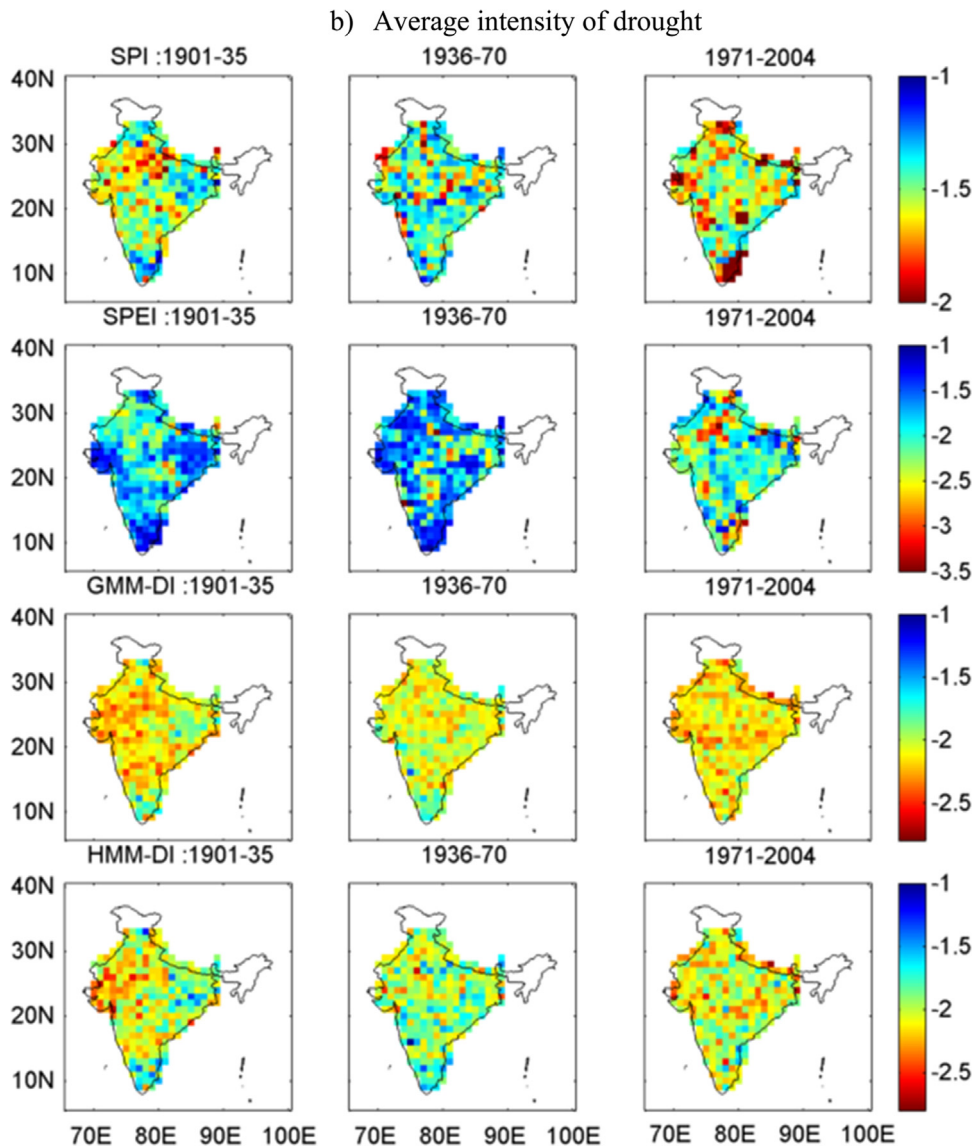 b) Average intensity of drought
SPI :1901-35 1936-70 1971-2004
40N
30N
20N
10N
-1
-1.5
-2
SPEI :1901-35 1936-70 1971-2004
40N
30N
20N
10N
-1
-1.5
-2
-2.5
-3
-3.5
GMM-DI :1901-35 1936-70 1971-2004
40N
30N
20N
10N
-1
-1.5
-2
-2.5
HMM-DI :1901-35 1936-70 1971-2004
40N
30N
20N
10N
-1
-1.5
-2
-2.5
70E 80E 90E 100E 70E 80E 90E 100E 70E 80E 90E 100E